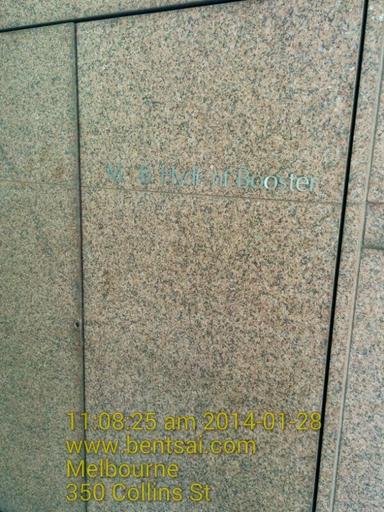 & Hydrant Booster
11:08:25 am 2014-01-28
www.bentsai.com
Melbourne
350 Collins St